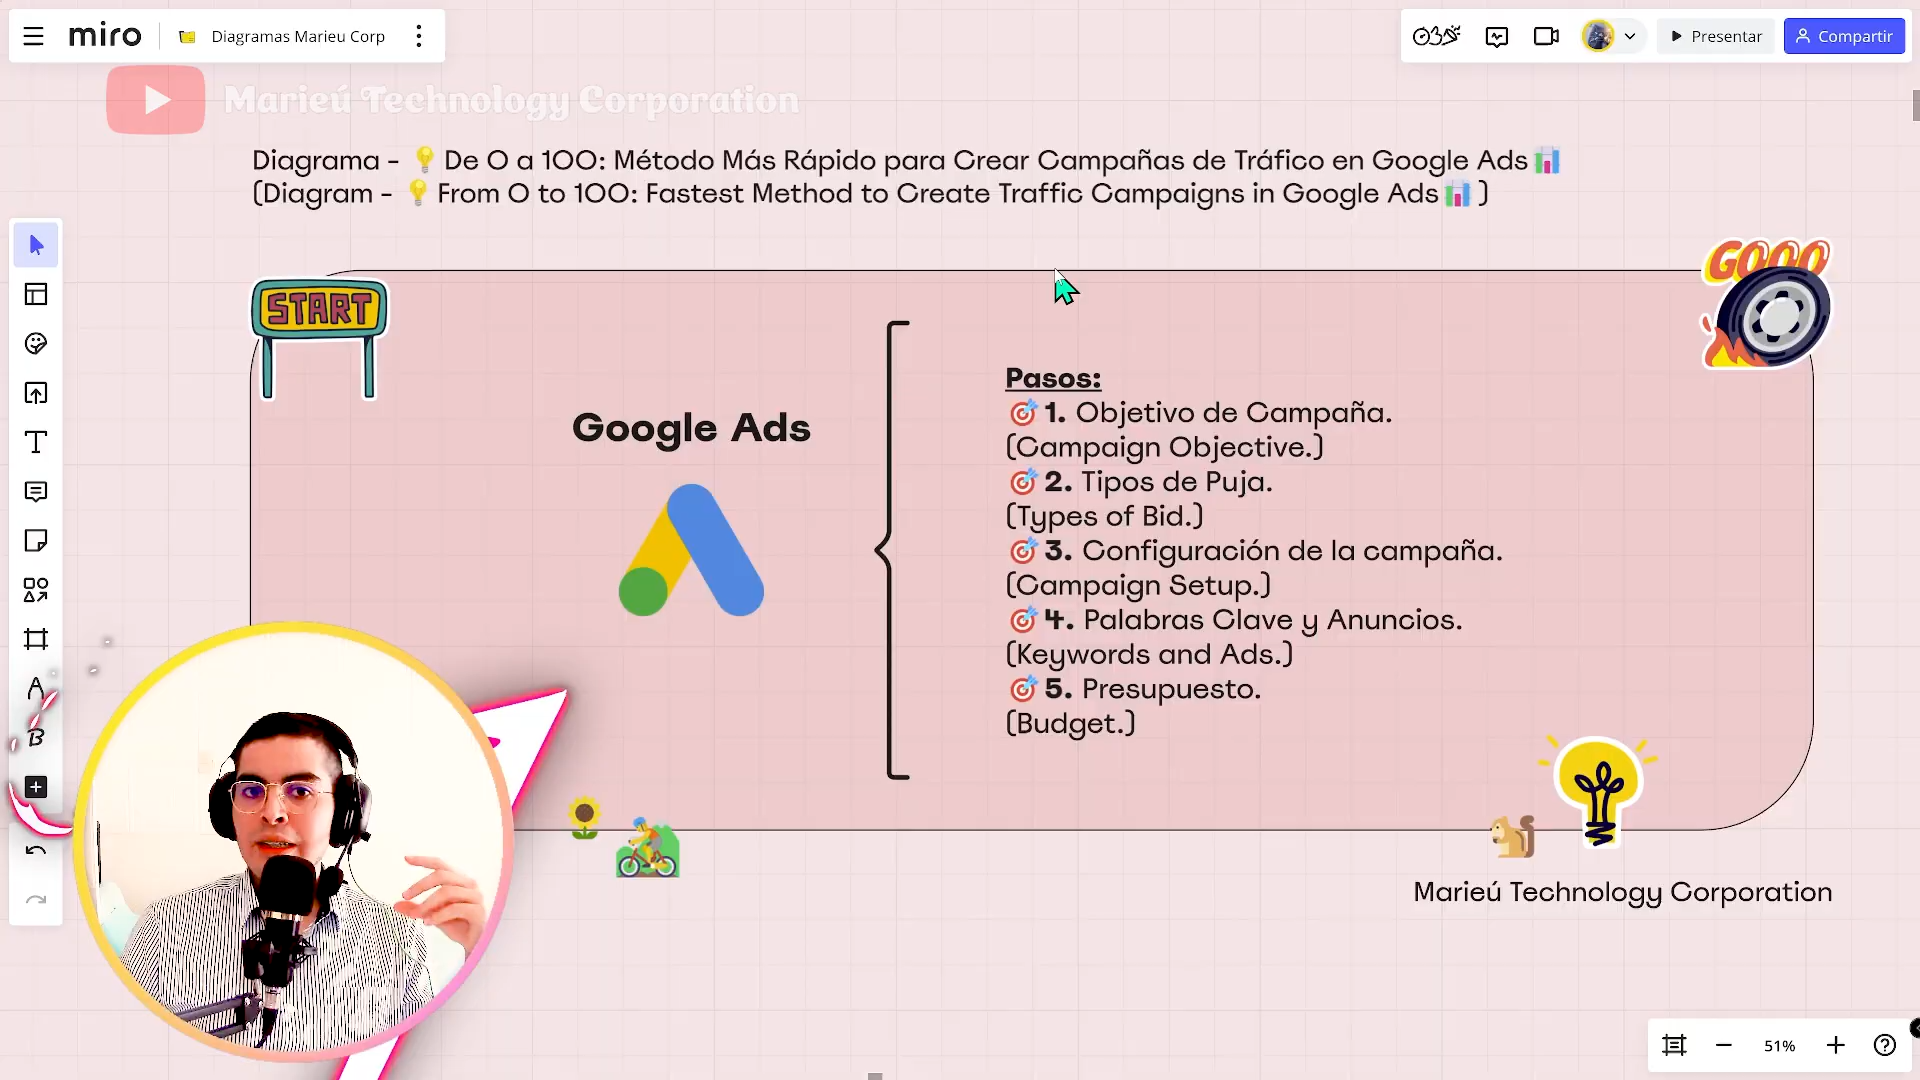 miro
Diagramas Marieu Corp
Presentar
Compartir
Marieú Technology Corporation
Diagrama - 💡 De 0 a 100: Método Más Rápido para Crear Campañas de Tráfico en Google Ads 📊
(Diagram - 💡 From 0 to 100: Fastest Method to Create Traffic Campaigns in Google Ads 📊 )
START
GOOO
Google Ads
Pasos:
🎯 1. Objetivo de Campaña.
(Campaign Objective.)
🎯 2. Tipos de Puja.
(Types of Bid.)
🎯 3. Configuración de la campaña.
(Campaign Setup.)
🎯 4. Palabras Clave y Anuncios.
(Keywords and Ads.)
🎯 5. Presupuesto.
(Budget.)
Marieú Technology Corporation
51%